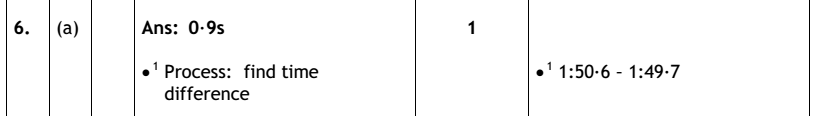 6. (a) Ans: 0·9s 1
•¹ Process: find time •¹ 1:50·6 – 1:49·7
difference